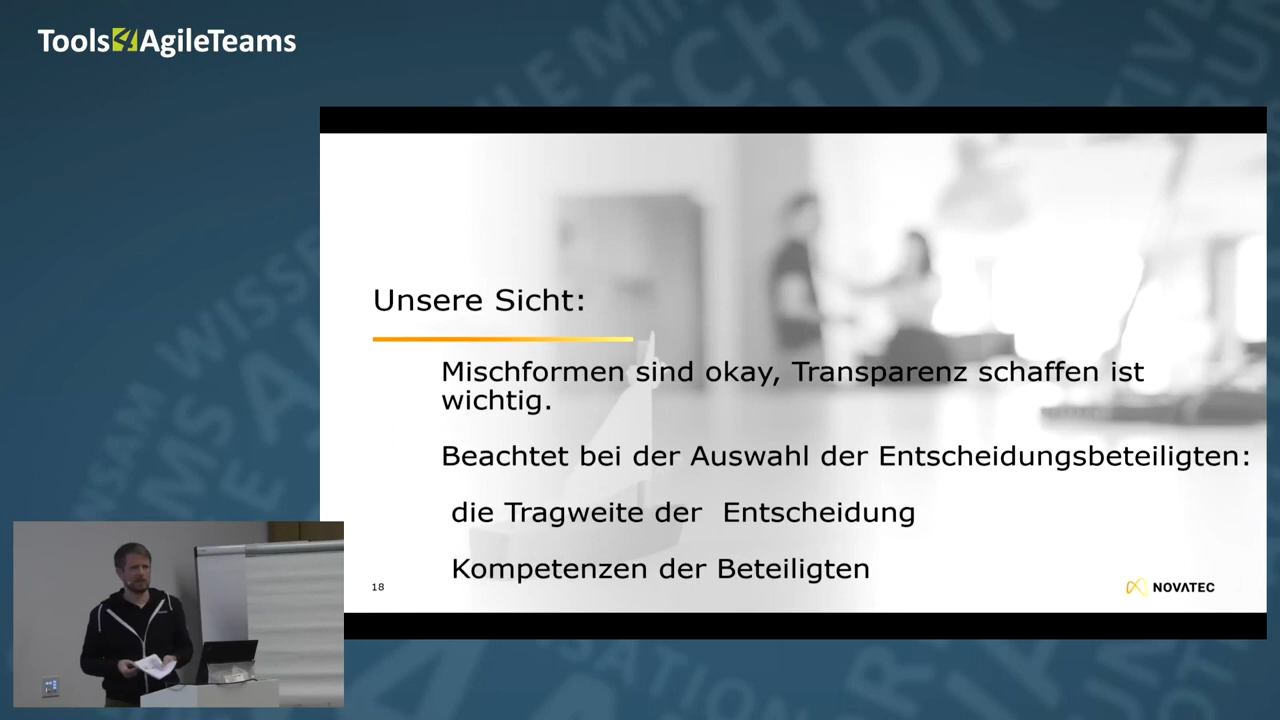 Tools4AgileTeams
Unsere Sicht:
Mischformen sind okay, Transparenz schaffen ist
wichtig.
Beachtet bei der Auswahl der Entscheidungsbeteiligten:
die Tragweite der Entscheidung
Kompetenzen der Beteiligten
18
NOVATEC